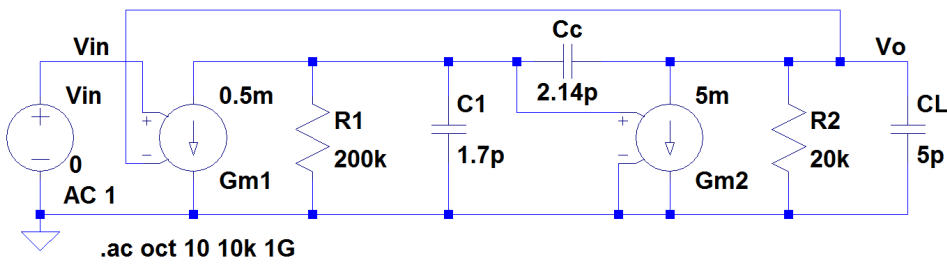 Vin
Cc
Vo
Vin
0.5m
C1
2.14p
5m
R2
CL
+
−
0
AC 1
+
−
R1
200k
1.7p
+
−
20k
5p
Gm1
Gm2
.ac oct 10 10k 1G